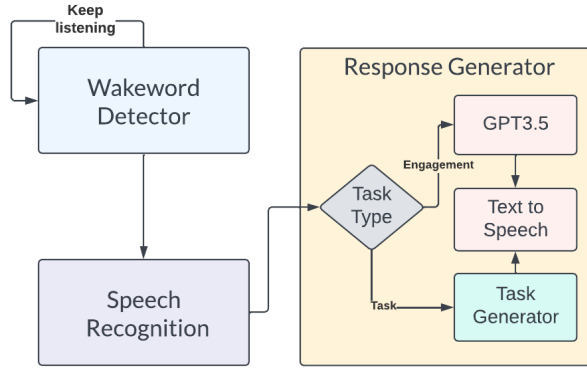 Keep
listening
Wakeword
Detector
Speech
Recognition
Response Generator
Task
Type
Engagement
GPT3.5
Text to
Speech
Task
Task
Generator